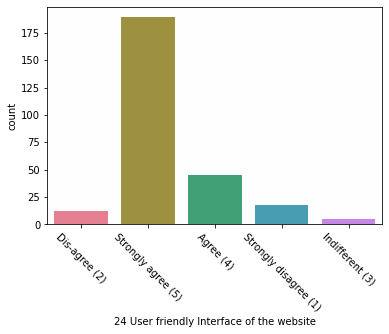 175
150
125
100
75
50
25
0
count
Dis-agree (2)
Strongly agree (5)
Agree (4)
Strongly disagree (1)
Indifferent (3)
24 User friendly Interface of the website